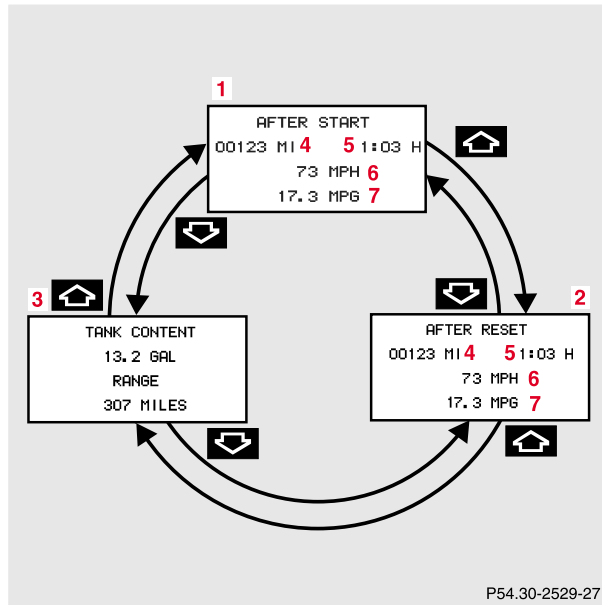 1
AFTER START
00123 MI 4 5 1:03 H
73 MPH 6
17.3 MPG 7
3
TANK CONTENT
13.2 GAL
RANGE
307 MILES
2
AFTER RESET
00123 MI 4 5 1:03 H
73 MPH 6
17.3 MPG 7
P54.30-2529-27